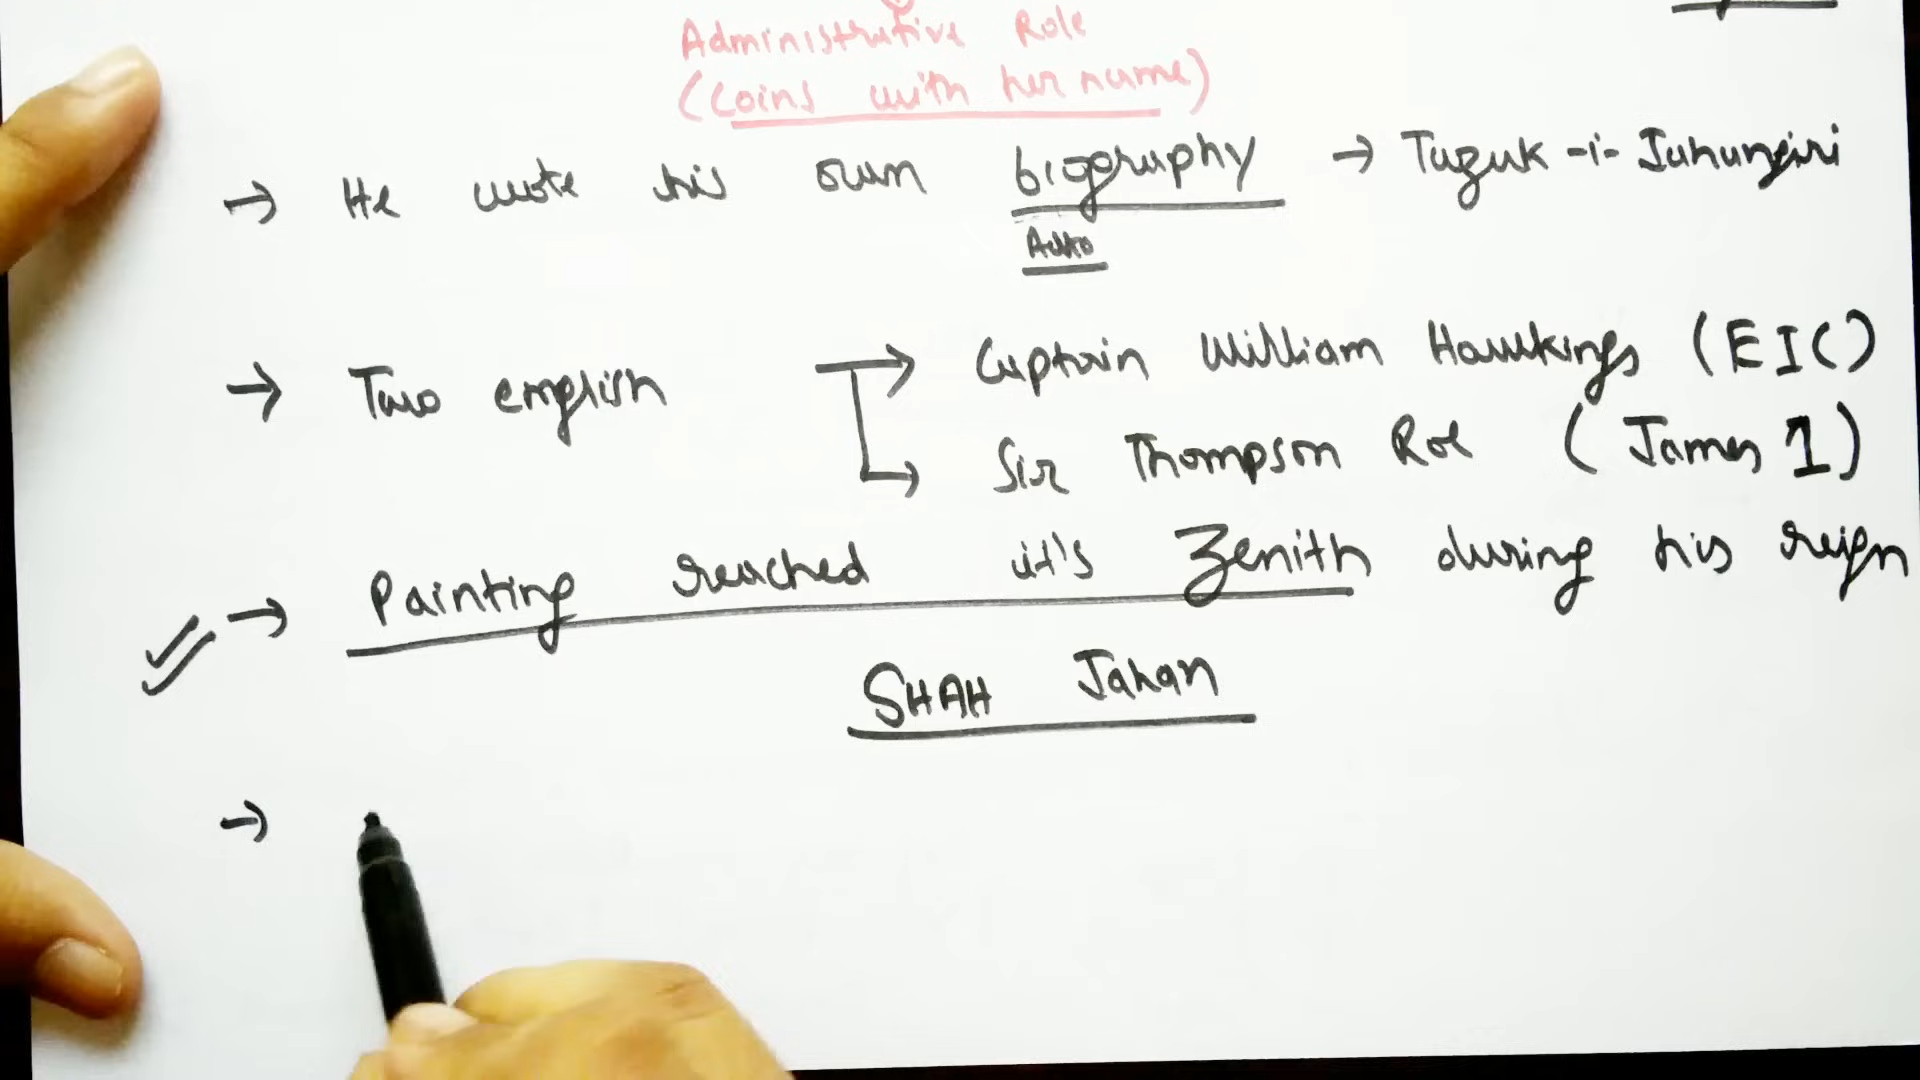 Administrative Role
(coins with her name)
→ He wrote his own biography → Tuzuk-i-Jahangiri
Auto
→ Two english → Captain William Hawkings (EIC)
→ Sir Thompson Roe (James 1)
→ Painting reached it's Zenith during his reign
SHAH Jahan
→